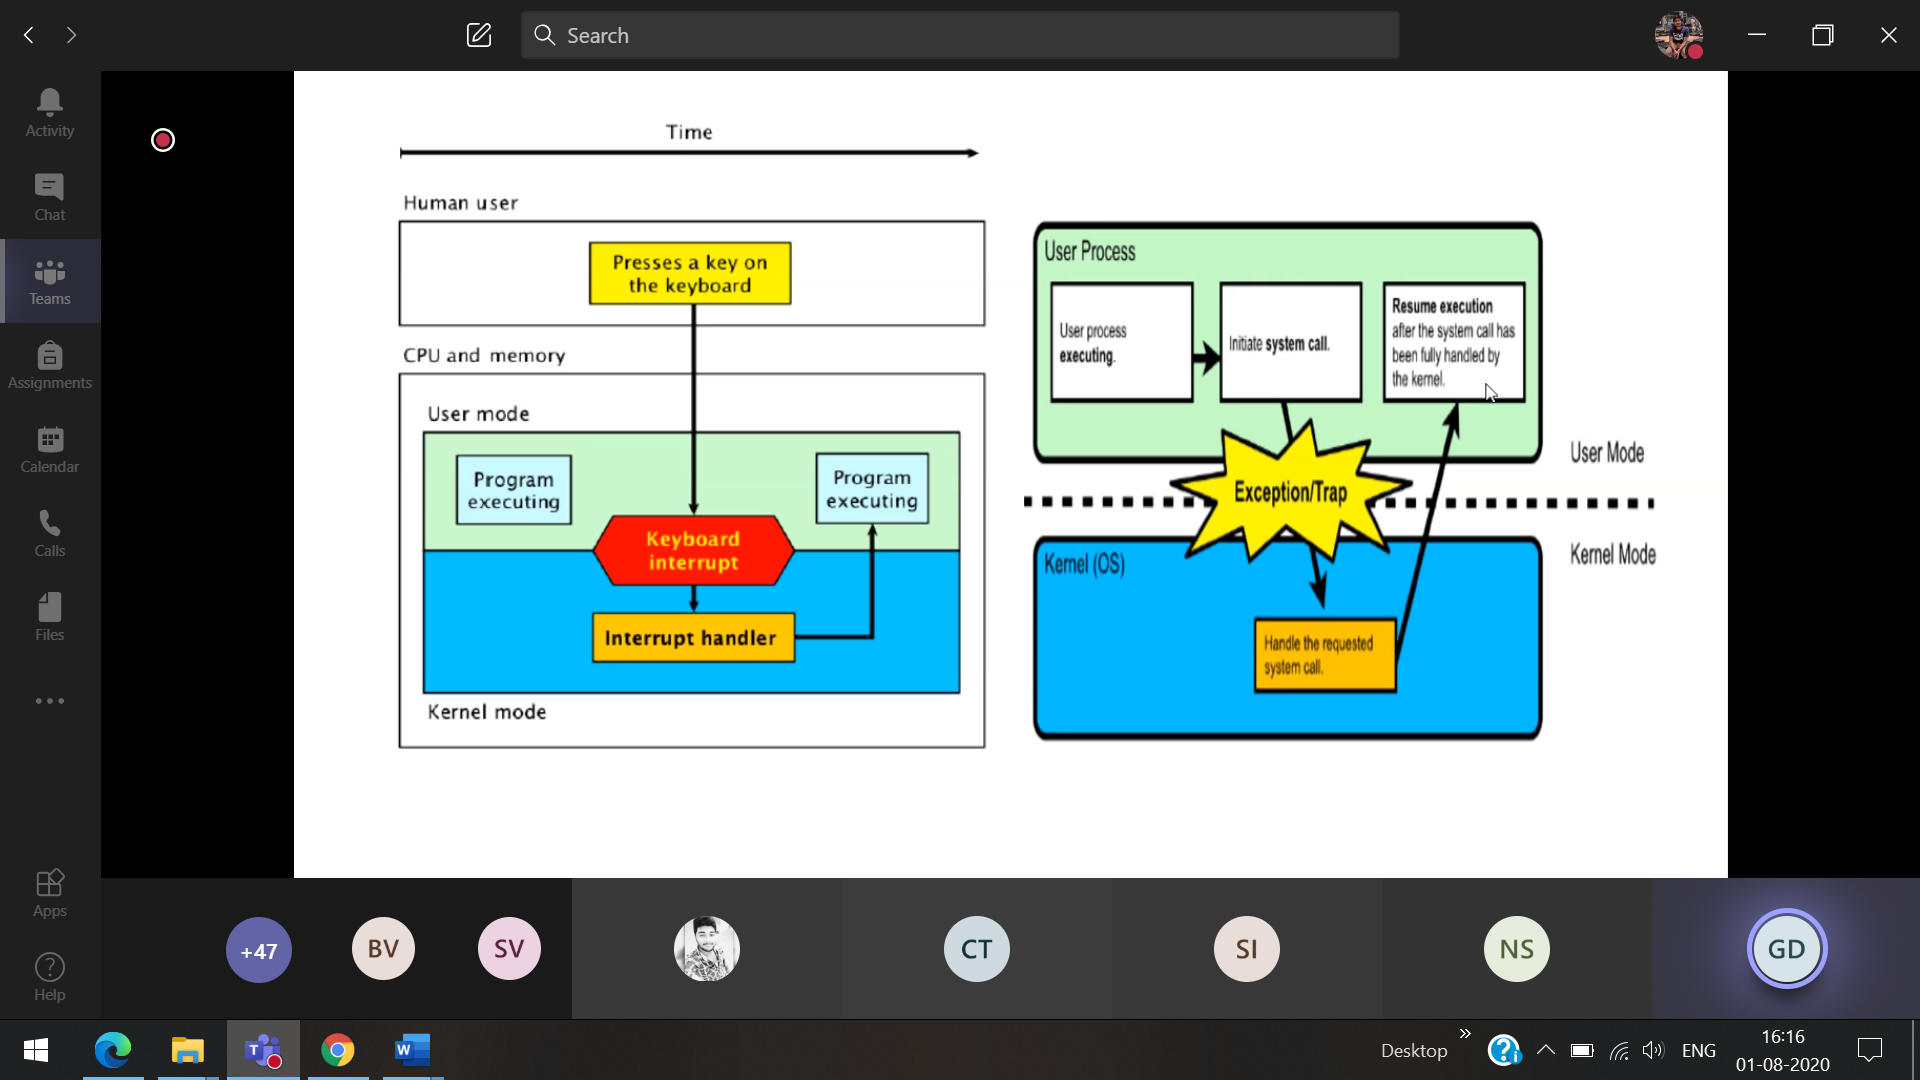 Search
Activity
Chat
Teams
Assignments
Calendar
Calls
Files
Apps
Help
Time
Human user
Presses a key on
the keyboard
CPU and memory
User mode
Program
executing
Program
executing
Keyboard
interrupt
Interrupt handler
Kernel mode
User Process
User process
executing.
Initiate system call.
Resume execution
after the system call has
been fully handled by
the kernel.
User Mode
Exception/Trap
Kernel Mode
Kernel (OS)
Handle the requested
system call.
+47
BV
SV
CT
SI
NS
GD
Desktop
ENG
16:16
01-08-2020